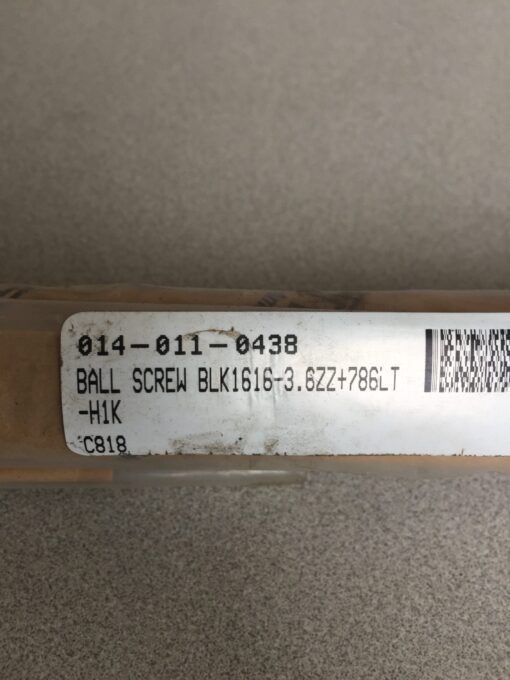 014-011-0438
BALL SCREW BLK1616-3.6ZZ+786LT
-H1K
C818